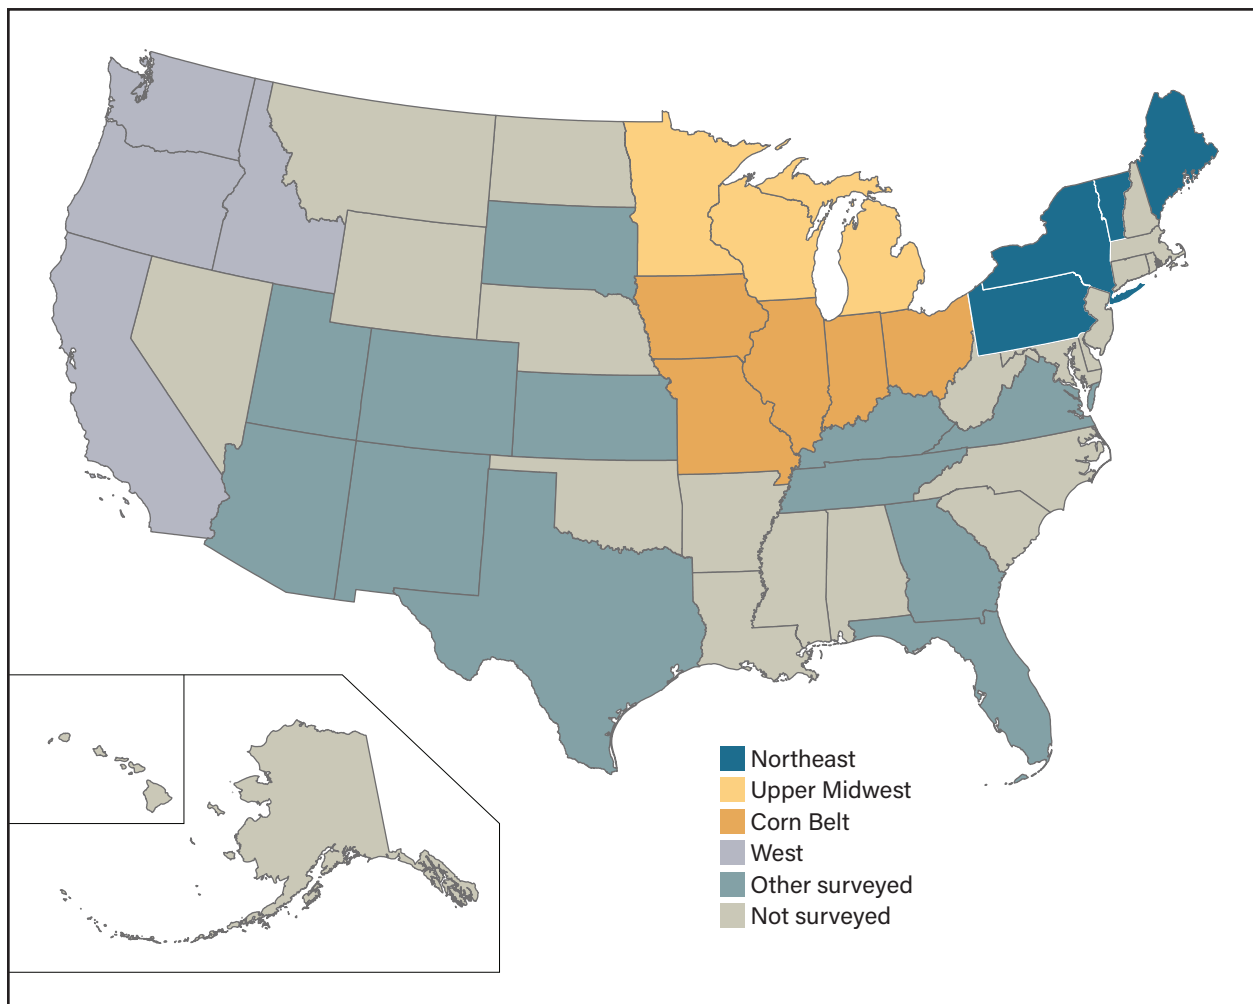 Northeast
Upper Midwest
Corn Belt
West
Other surveyed
Not surveyed